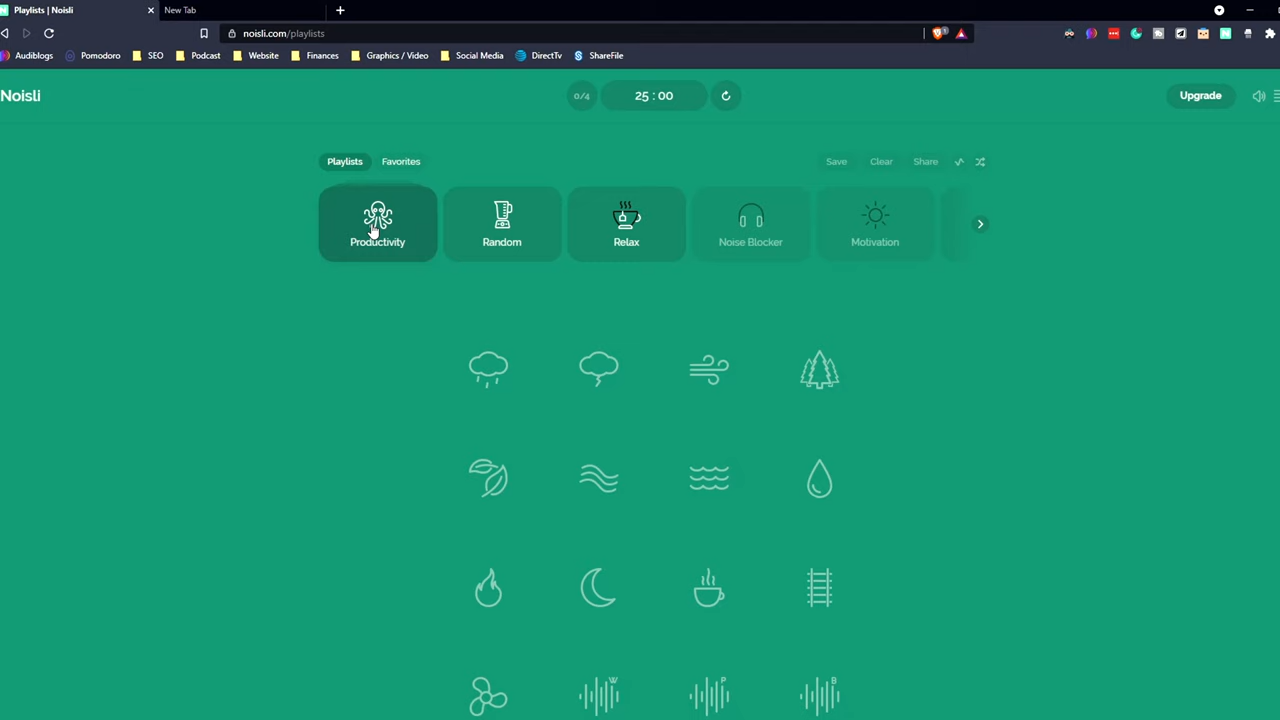 Playlists | Noisli
New Tab
noisli.com/playlists
1
Audiblogs
Pomodoro
SEO
Podcast
Website
Finances
Graphics / Video
Social Media
DirectTv
ShareFile
Noisli
0/4
25 : 00
Upgrade
Playlists
Favorites
Save
Clear
Share
Productivity
Random
Relax
Noise Blocker
Motivation
W
P
B